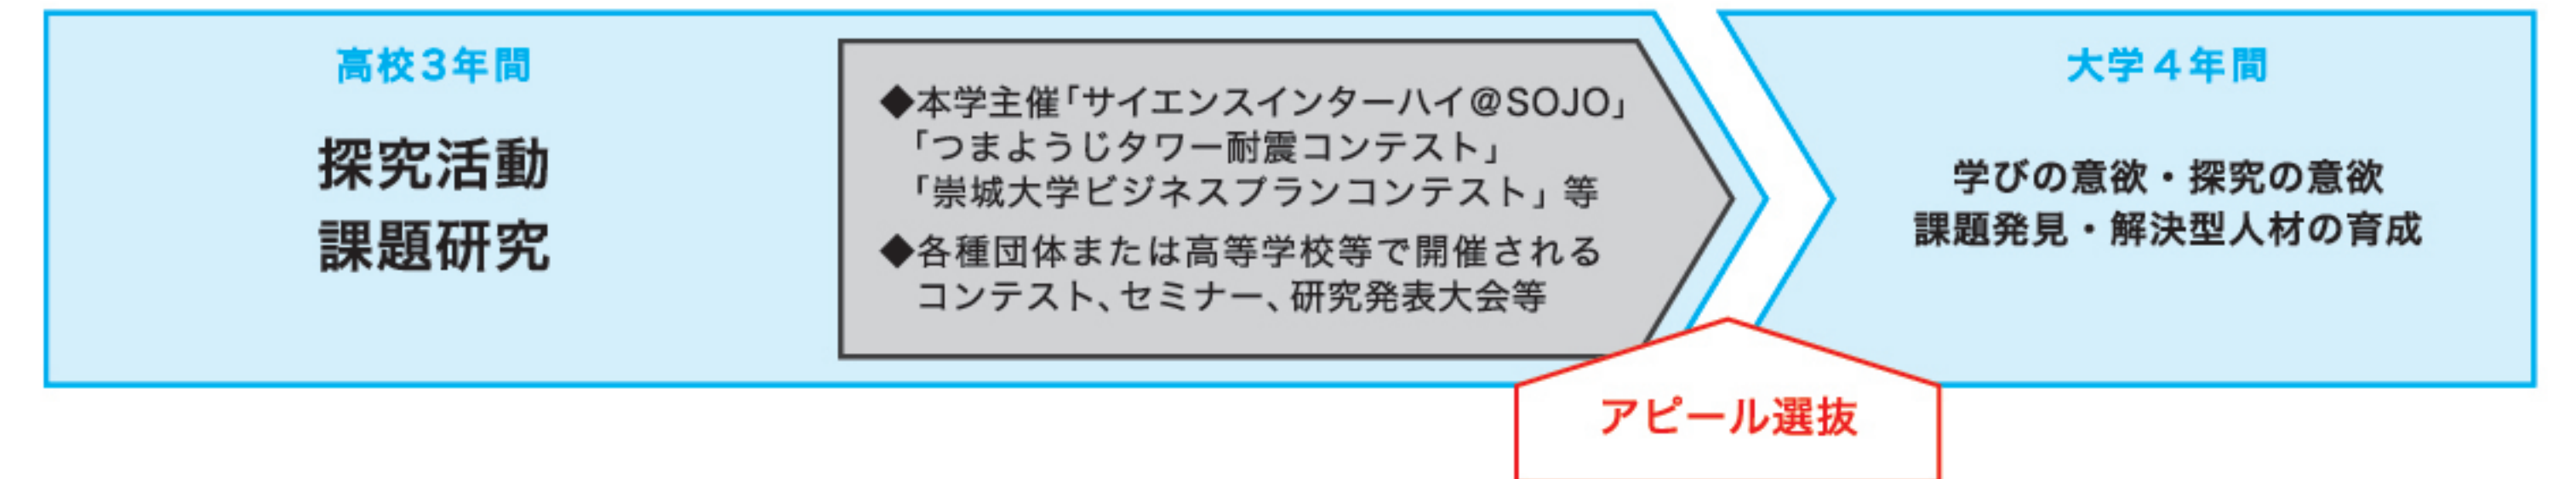 高校3年間
探究活動
課題研究
◆本学主催「サイエンスインターハイ@SOJO」
「つまようじタワー耐震コンテスト」
「崇城大学ビジネスプランコンテスト」等
◆各種団体または高等学校等で開催される
コンテスト、セミナー、研究発表大会等
大学4年間
学びの意欲・探究の意欲
課題発見・解決型人材の育成
アピール選抜